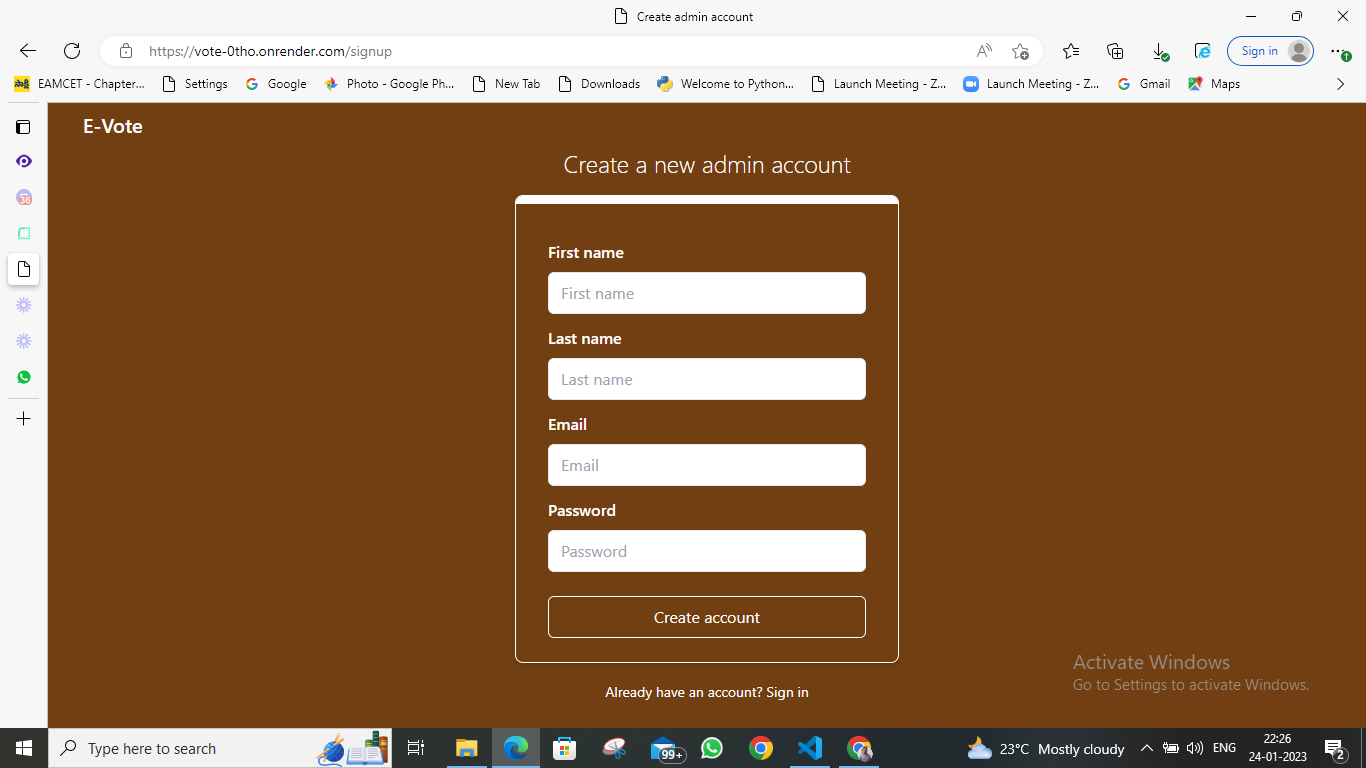 Create admin account
https://vote-0tho.onrender.com/signup
Sign in
EAMCET - Chapter...
Settings
Google
Photo - Google Ph...
New Tab
Downloads
Welcome to Python...
Launch Meeting - Z...
Launch Meeting - Z...
Gmail
Maps
E-Vote
36
Create a new admin account
First name
First name
Last name
Last name
Email
Email
Password
Password
Create account
Already have an account? Sign in
Activate Windows
Go to Settings to activate Windows.
Type here to search
99+
23°C Mostly cloudy
ENG
22:26
24-01-2023
2